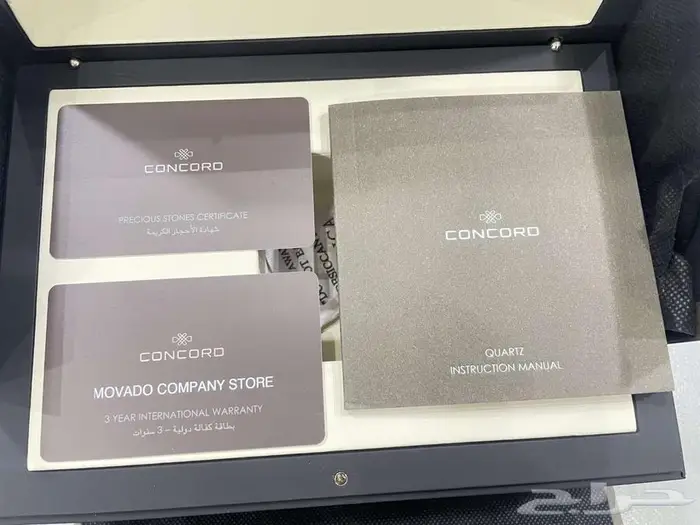 CONCORD
PRECIOUS STONES CERTIFICATE
شهادة الأحجار الكريمة
CONCORD
MOVADO COMPANY STORE
3 YEAR INTERNATIONAL WARRANTY
بطاقة كفالة دولية - 3 سنوات
CONCORD
QUARTZ
INSTRUCTION MANUAL
حراج